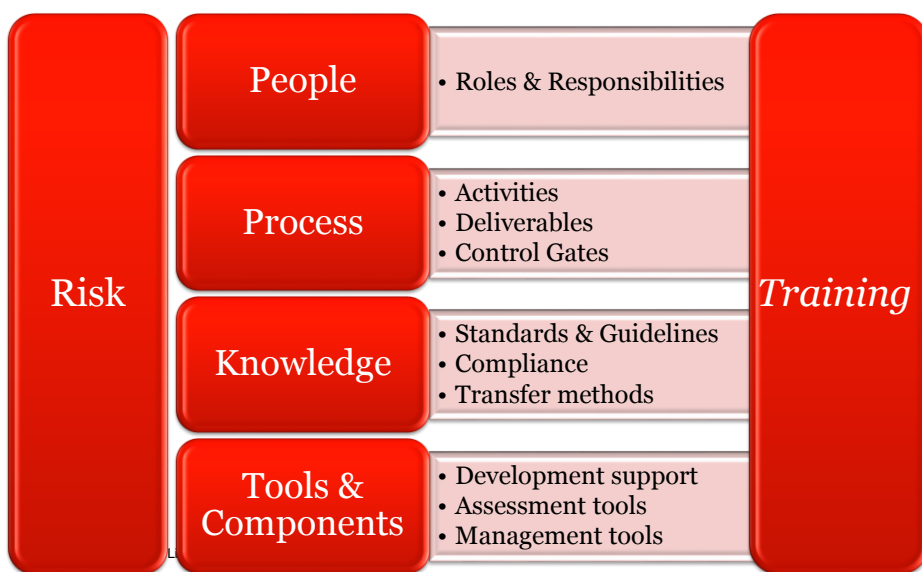 Risk
People
• Roles & Responsibilities
Process
• Activities
• Deliverables
• Control Gates
Knowledge
• Standards & Guidelines
• Compliance
• Transfer methods
Tools &
Components
• Development support
• Assessment tools
• Management tools
Training